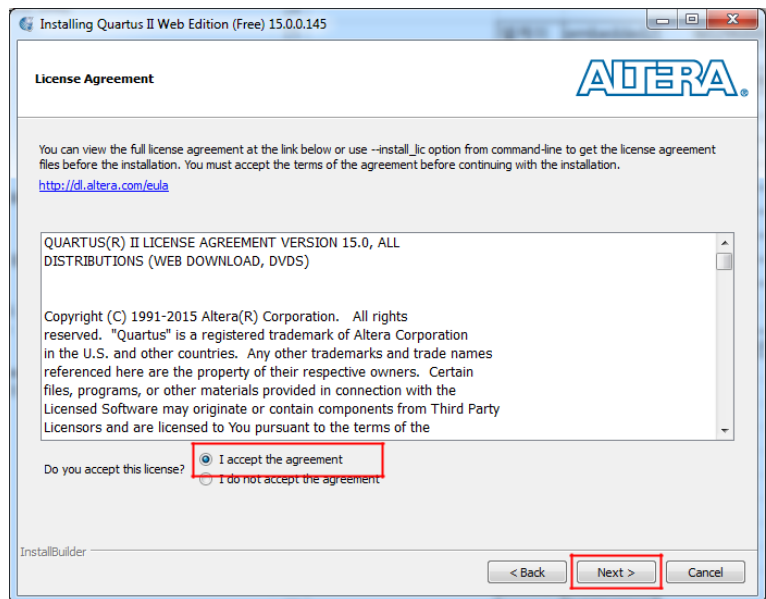 Installing Quartus II Web Edition (Free) 15.0.0.145
License Agreement
ALTERA®
You can view the full license agreement at the link below or use --install_lic option from command-line to get the license agreement
files before the installation. You must accept the terms of the agreement before continuing with the installation.
http://dl.altera.com/eula
QUARTUS(R) II LICENSE AGREEMENT VERSION 15.0, ALL
DISTRIBUTIONS (WEB DOWNLOAD, DVDS)
Copyright (C) 1991-2015 Altera(R) Corporation. All rights
reserved. "Quartus" is a registered trademark of Altera Corporation
in the U.S. and other countries. Any other trademarks and trade names
referenced here are the property of their respective owners. Certain
files, programs, or other materials provided in connection with the
Licensed Software may originate or contain components from Third Party
Licensors and are licensed to You pursuant to the terms of the
Do you accept this license?
I accept the agreement
I do not accept the agreement
InstallBuilder
< Back Next > Cancel